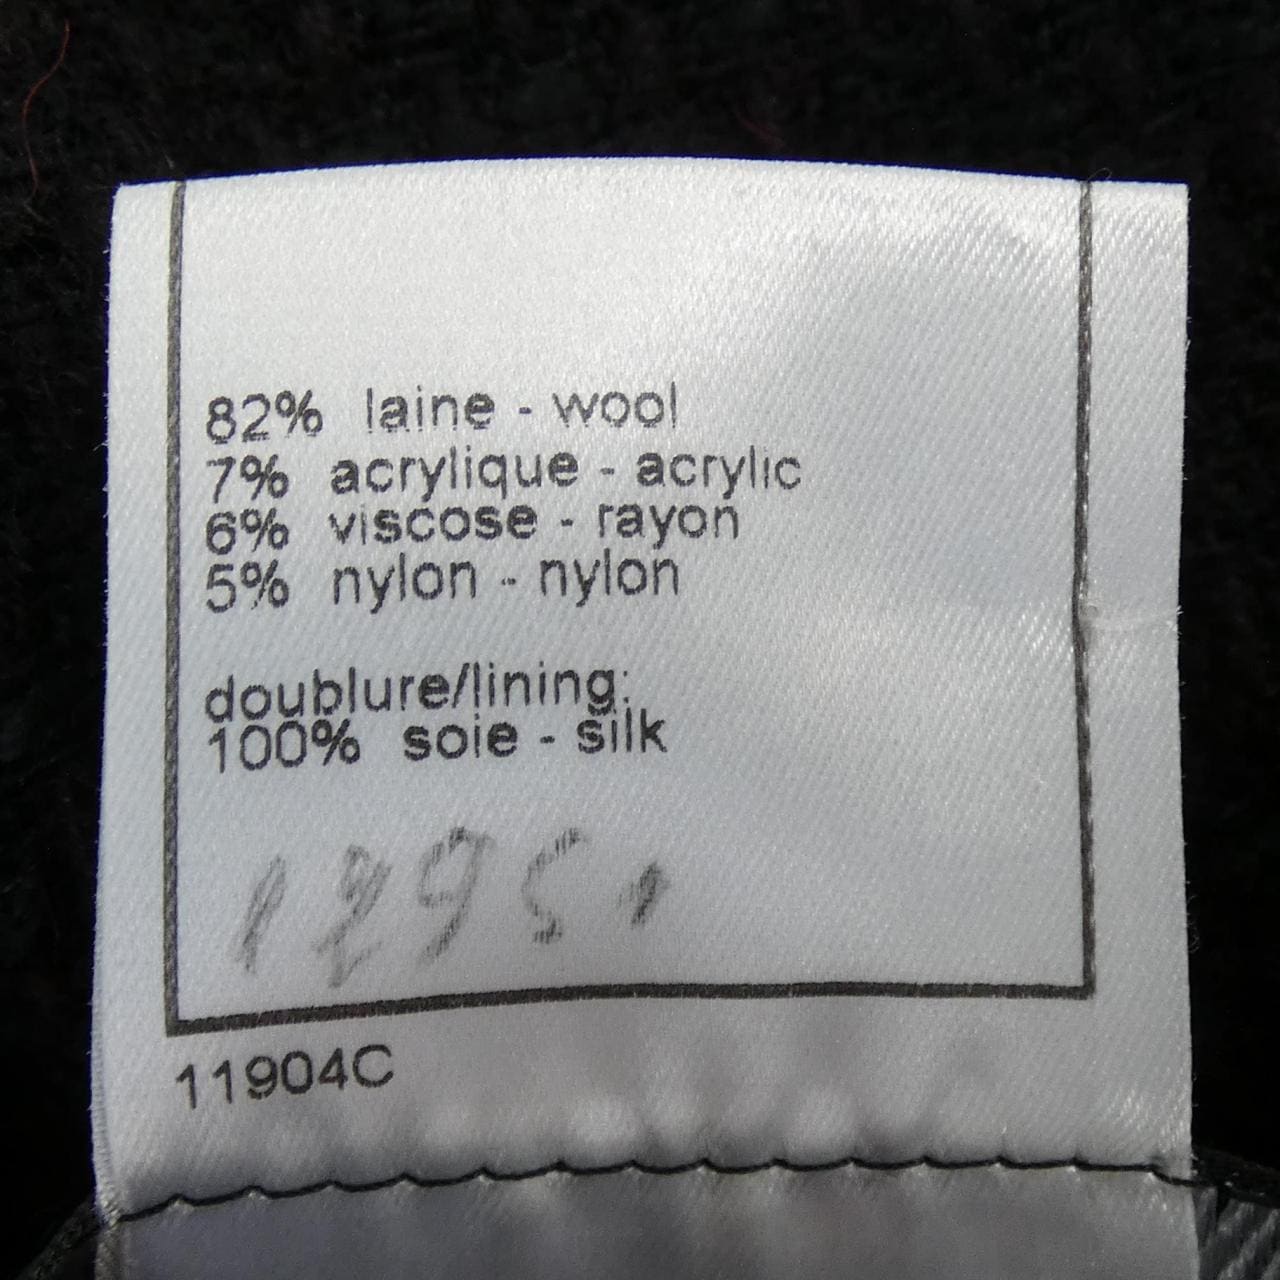 82% laine - wool
7% acrylique - acrylic
6% viscose - rayon
5% nylon - nylon
doublure/lining:
100% soie - silk
11904C